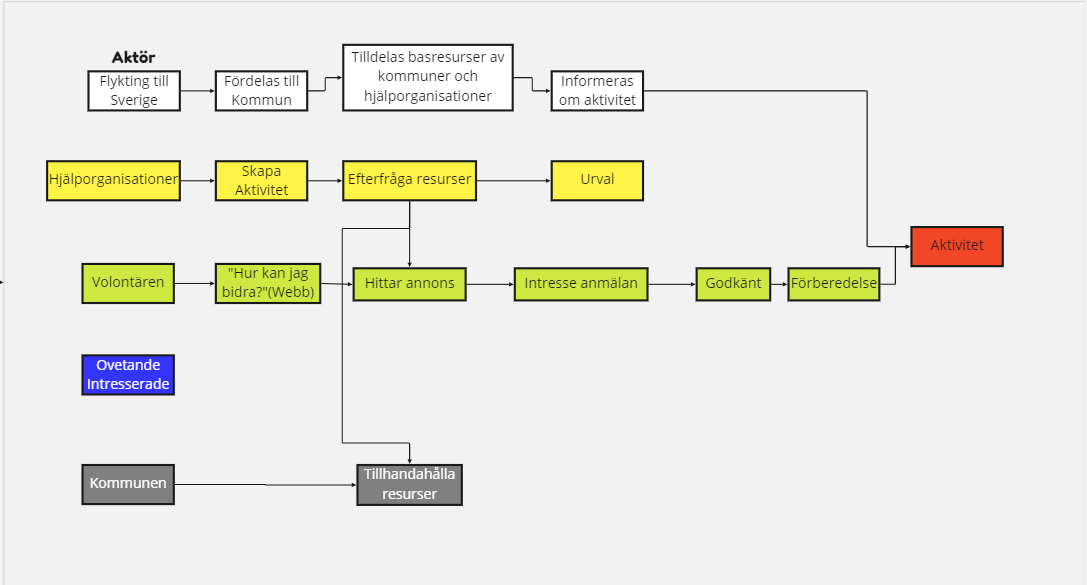 Aktör
Flykting till
Sverige
Fördelas till
Kommun
Tilldelas basresurser av
kommuner och
hjälporganisationer
Informeras
om aktivitet
Hjälporganisationer
Skapa
Aktivitet
Efterfråga resurser
Urval
Aktivitet
Volontären
"Hur kan jag
bidra?"(Webb)
Hittar annons
Intresse anmälan
Godkänt
Förberedelse
Ovetande
Intresserade
Kommunen
Tillhandahålla
resurser